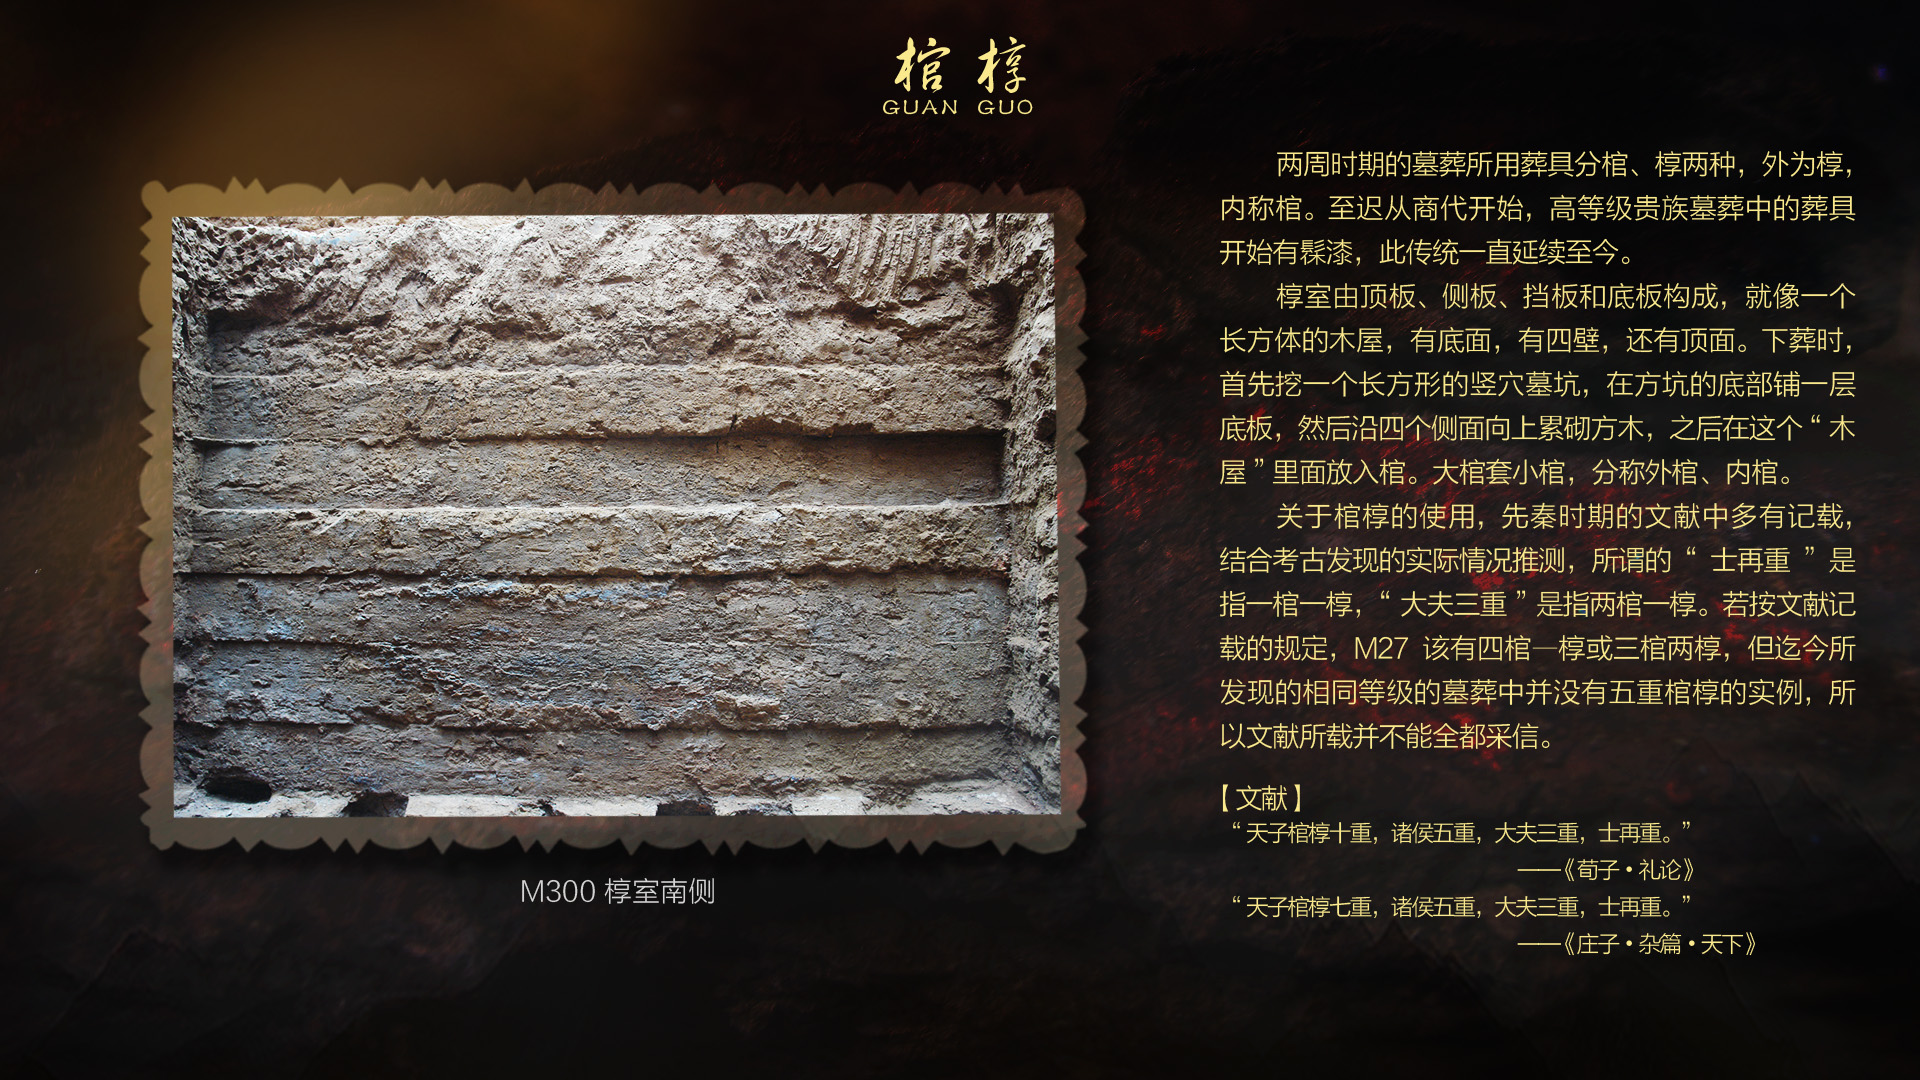 棺 椁
GUAN GUO
两周时期的墓葬所用葬具分棺、椁两种，外为椁，
内称棺。至迟从商代开始，高等级贵族墓葬中的葬具
开始有髹漆，此传统一直延续至今。
椁室由顶板、侧板、挡板和底板构成，就像一个
长方体的木屋，有底面，有四壁，还有顶面。下葬时，
首先挖一个长方形的竖穴墓坑，在方坑的底部铺一层
底板，然后沿四个侧面向上累砌方木，之后在这个“木
屋”里面放入棺。大棺套小棺，分称外棺、内棺。
关于棺椁的使用，先秦时期的文献中多有记载，
结合考古发现的实际情况推测，所谓的“士再重”是
指一棺一椁，“大夫三重”是指两棺一椁。若按文献记
载的规定，M27 该有四棺一椁或三棺两椁，但迄今所
发现的相同等级的墓葬中并没有五重棺椁的实例，所
以文献所载并不能全都采信。
【文献】
“天子棺椁十重，诸侯五重，大夫三重，士再重。”
——《荀子·礼论》
“天子棺椁七重，诸侯五重，大夫三重，士再重。”
——《庄子·杂篇·天下》
M300 椁室南侧